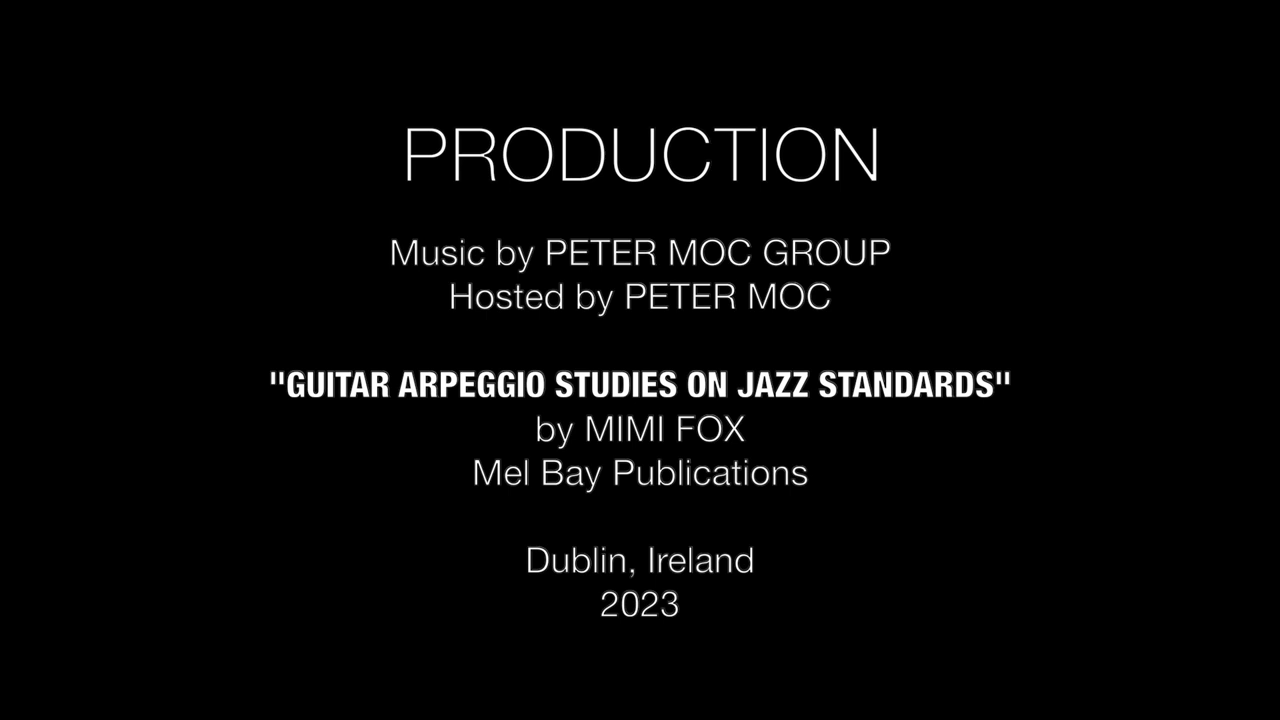 PRODUCTION
Music by PETER MOC GROUP
Hosted by PETER MOC
"GUITAR ARPEGGIO STUDIES ON JAZZ STANDARDS"
by MIMI FOX
Mel Bay Publications
Dublin, Ireland
2023